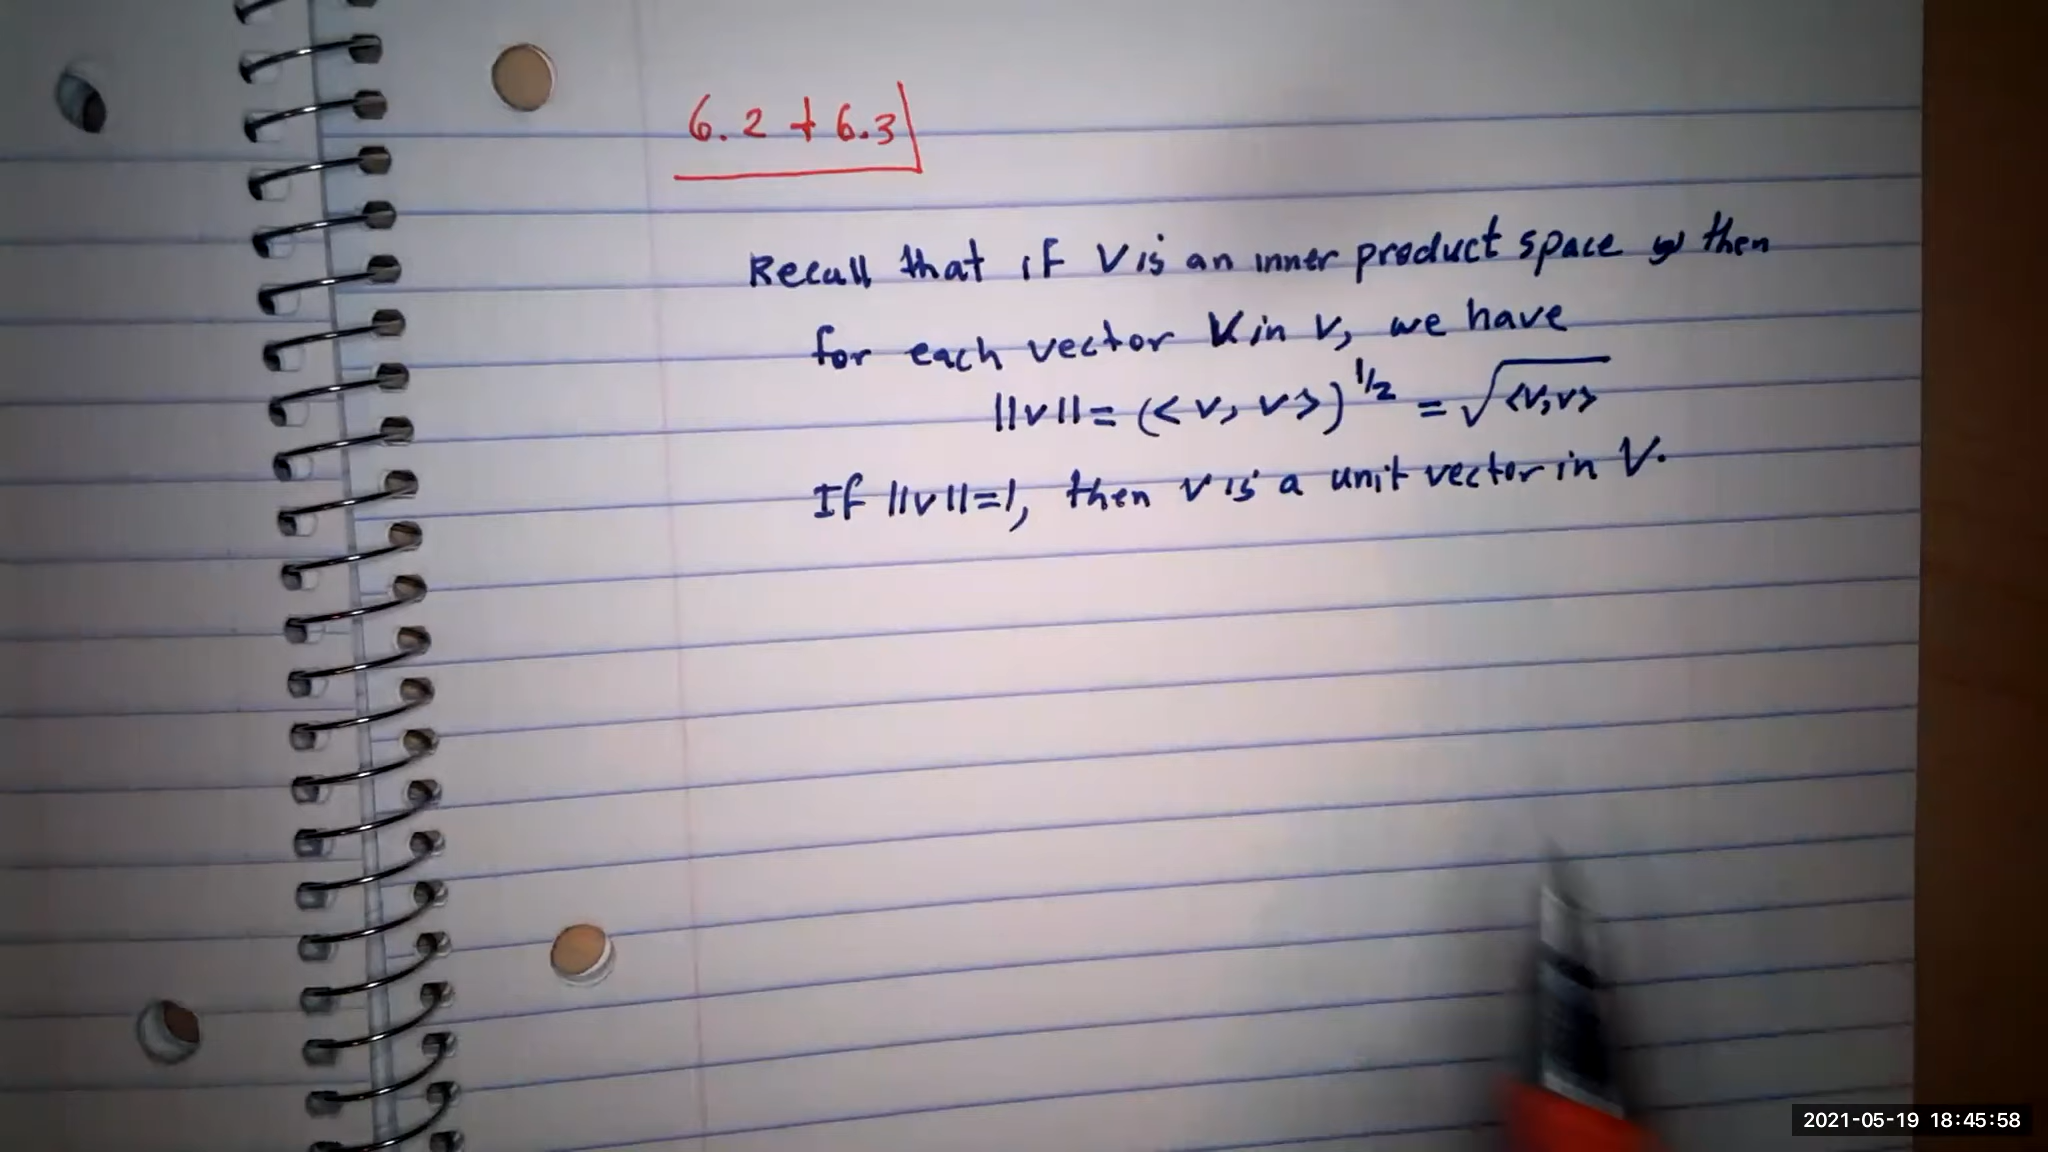 6.2 + 6.3
Recall that if V is an inner product space then
for each vector V in V, we have
||v|| = (<v, v>)^1/2 = √<v,v>
If ||v||=1, then v is a unit vector in V.
2021-05-19 18:45:58